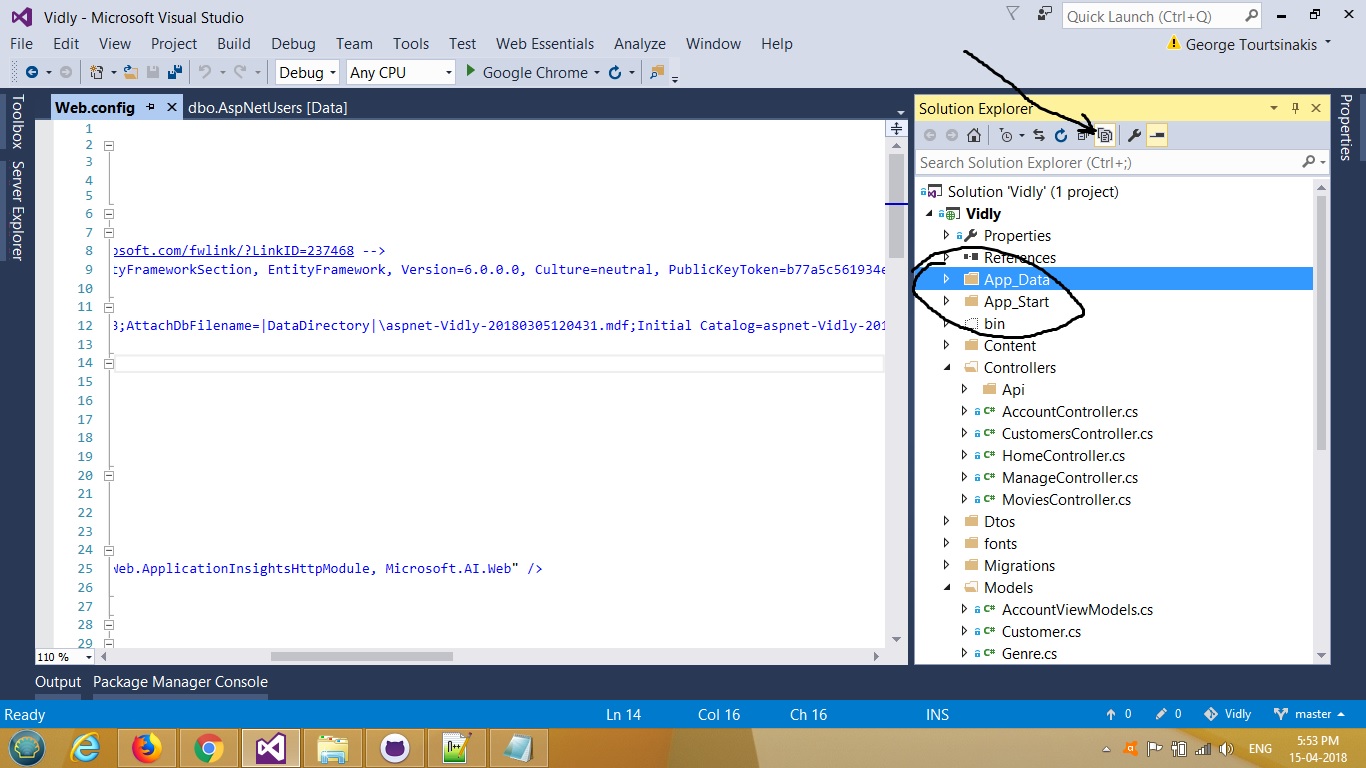 Vidly - Microsoft Visual Studio
Quick Launch (Ctrl+Q)
File Edit View Project Build Debug Team Tools Test Web Essentials Analyze Window Help
George Tourtsinakis
Debug Any CPU Google Chrome
Toolbox
Server Explorer
Web.config dbo.AspNetUsers [Data]
1
2
3
4
5
6
7
8 osoft.com/fwlink/?LinkID=237468 -->
9 tyFrameworkSection, EntityFramework, Version=6.0.0.0, Culture=neutral, PublicKeyToken=b77a5c561934e
10
11
12 ;AttachDbFilename=|DataDirectory|\aspnet-Vidly-20180305120431.mdf;Initial Catalog=aspnet-Vidly-201
13
14
15
16
17
18
19
20
21
22
23
24
25 Web.ApplicationInsightsHttpModule, Microsoft.AI.Web" />
26
27
28
29
110 %
Solution Explorer
Search Solution Explorer (Ctrl+;)
Solution 'Vidly' (1 project)
Vidly
Properties
References
App_Data
App_Start
bin
Content
Controllers
Api
C# AccountController.cs
C# CustomersController.cs
C# HomeController.cs
C# ManageController.cs
C# MoviesController.cs
Dtos
fonts
Migrations
Models
C# AccountViewModels.cs
C# Customer.cs
C# Genre.cs
Properties
Output Package Manager Console
Ready Ln 14 Col 16 Ch 16 INS 0 0 Vidly master
ENG
5:53 PM
15-04-2018